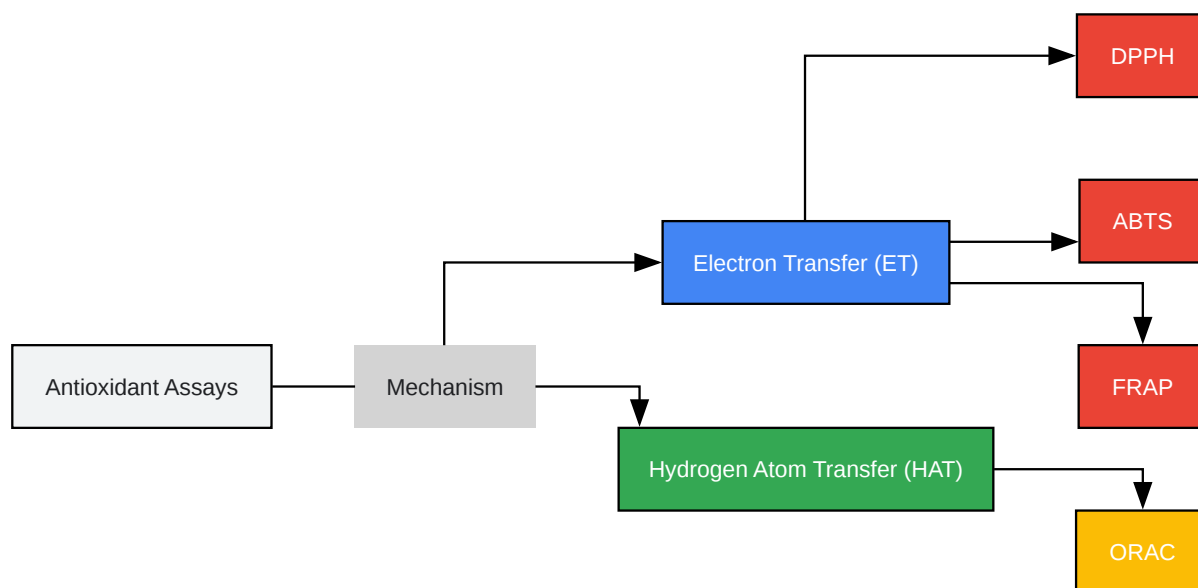 DPPH
ABTS
Electron Transfer (ET)
Antioxidant Assays
Mechanism
FRAP
Hydrogen Atom Transfer (HAT)
ORAC